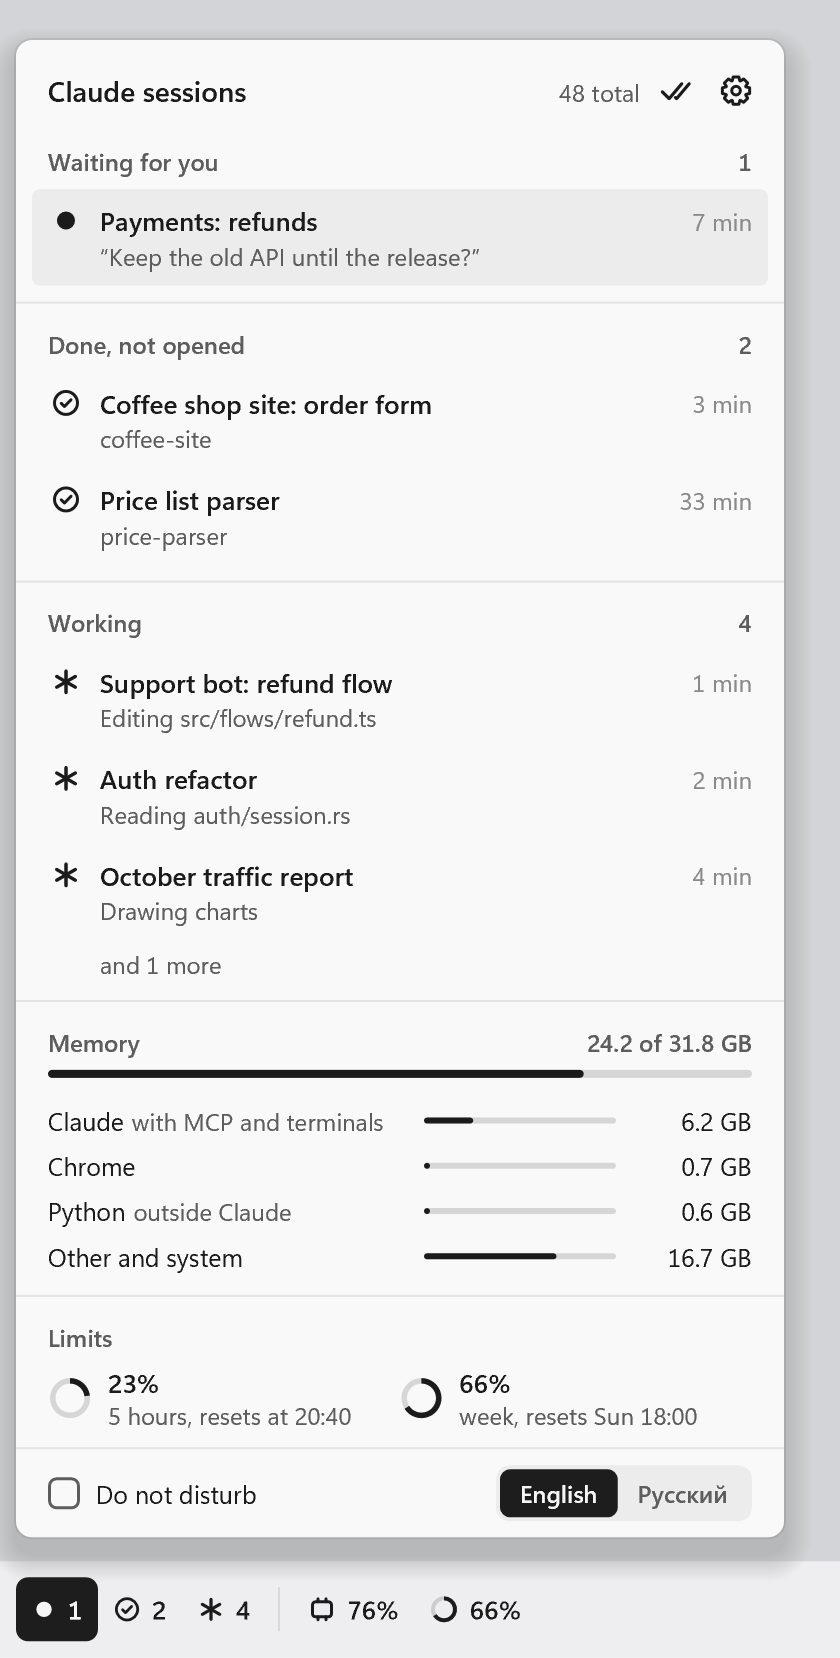 Claude sessions 48 total
Waiting for you 1
Payments: refunds 7 min
“Keep the old API until the release?”
Done, not opened 2
Coffee shop site: order form 3 min
coffee-site
Price list parser 33 min
price-parser
Working 4
Support bot: refund flow 1 min
Editing src/flows/refund.ts
Auth refactor 2 min
Reading auth/session.rs
October traffic report 4 min
Drawing charts
and 1 more
Memory 24.2 of 31.8 GB
Claude with MCP and terminals 6.2 GB
Chrome 0.7 GB
Python outside Claude 0.6 GB
Other and system 16.7 GB
Limits
23% 66%
5 hours, resets at 20:40 week, resets Sun 18:00
Do not disturb English Русский
1 2 4 76% 66%